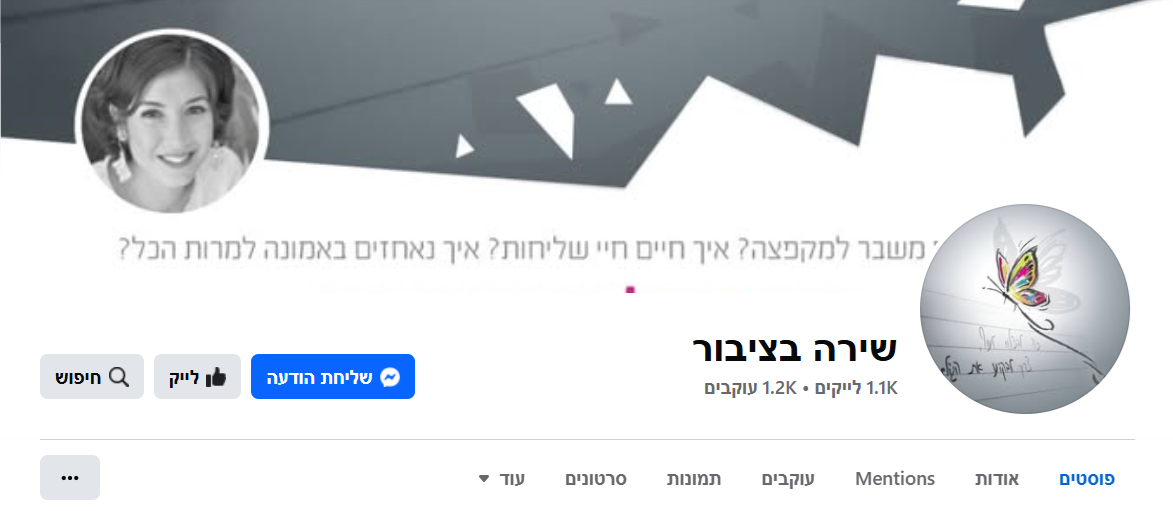 משבר למקפצה? איך חיים חיי שליחות? איך נאחזים באמונה למרות הכל?
שירה בציבור
1.1K לייקים • 1.2K עוקבים
שליחת הודעה
לייק
חיפוש
פוסטים
אודות
Mentions
עוקבים
תמונות
סרטונים
עוד